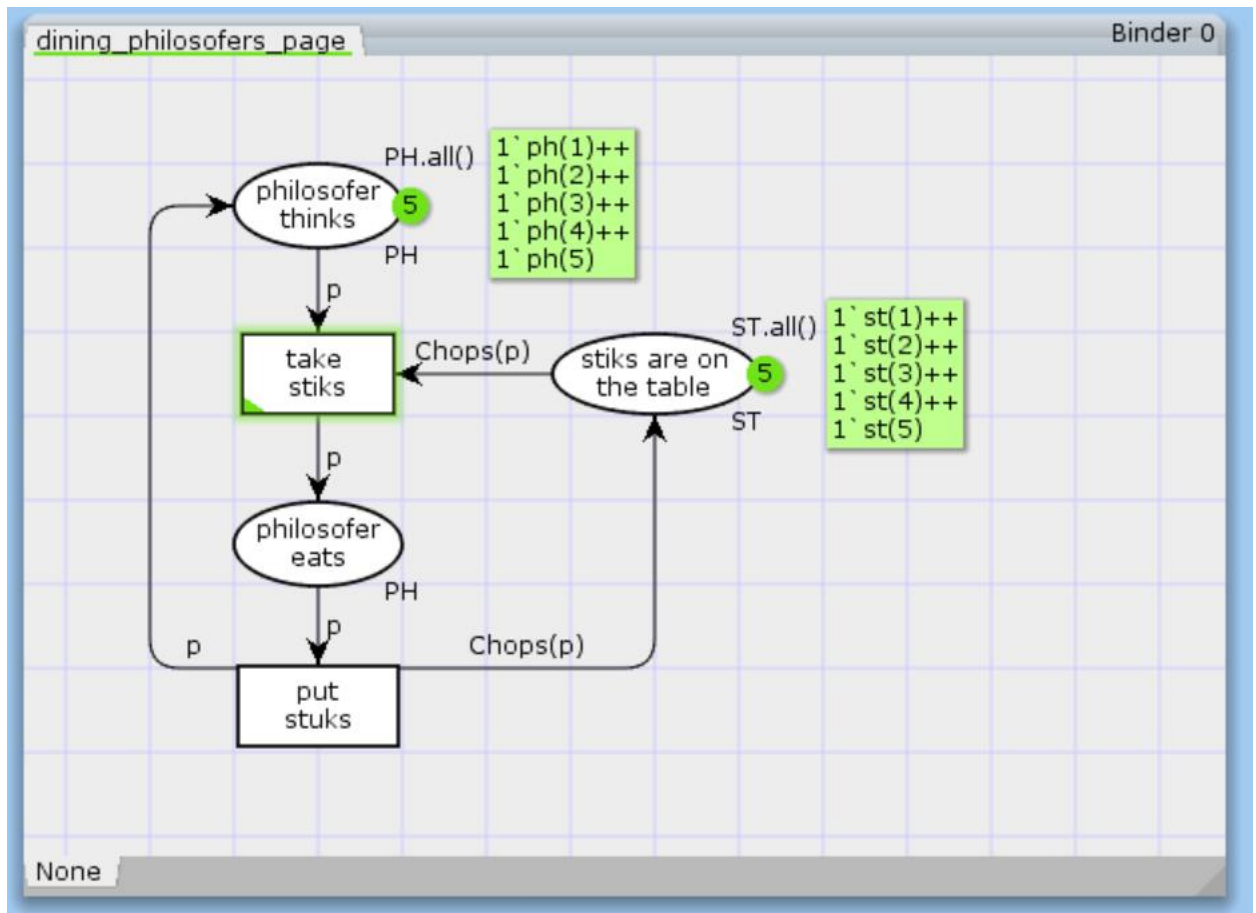 dining_philosofers_page
Binder 0
PH.all()
1`ph(1)++
1`ph(2)++
1`ph(3)++
1`ph(4)++
1`ph(5)
philosofer
thinks
5
PH
p
ST.all()
1`st(1)++
1`st(2)++
1`st(3)++
1`st(4)++
1`st(5)
take
stiks
Chops(p)
stiks are on
the table
5
ST
p
philosofer
eats
PH
p
p
Chops(p)
put
stuks
None